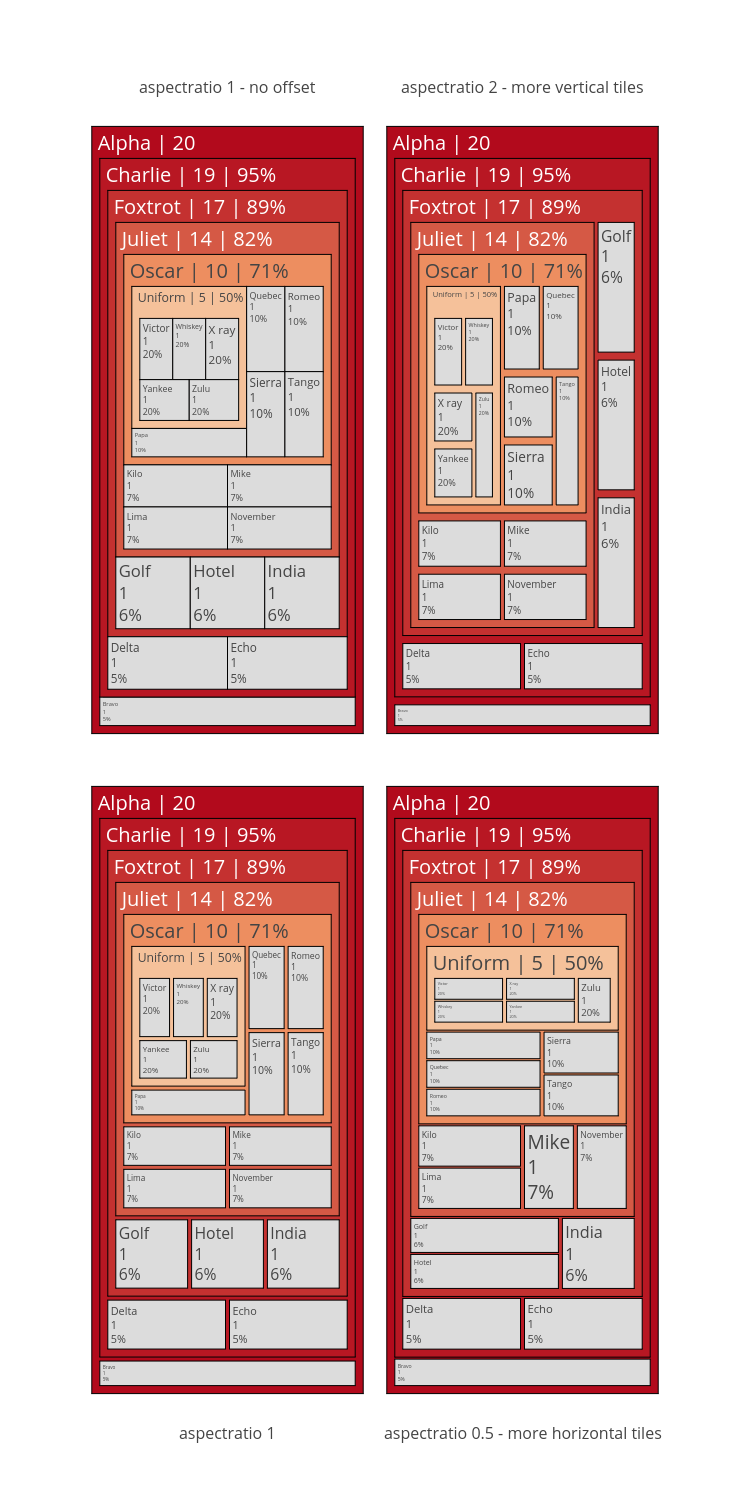 aspectratio 1 - no offset
aspectratio 2 - more vertical tiles
Alpha | 20
Charlie | 19 | 95%
Foxtrot | 17 | 89%
Juliet | 14 | 82%
Oscar | 10 | 71%
Uniform | 5 | 50%
Victor
1
20%
Whiskey
1
20%
X ray
1
20%
Yankee
1
20%
Zulu
1
20%
Papa
1
10%
Quebec
1
10%
Romeo
1
10%
Sierra
1
10%
Tango
1
10%
Kilo
1
7%
Mike
1
7%
Lima
1
7%
November
1
7%
Golf
1
6%
Hotel
1
6%
India
1
6%
Delta
1
5%
Echo
1
5%
Bravo
1
5%
Alpha | 20
Charlie | 19 | 95%
Foxtrot | 17 | 89%
Juliet | 14 | 82%
Oscar | 10 | 71%
Uniform | 5 | 50%
Victor
1
20%
Whiskey
1
20%
X ray
1
20%
Zulu
1
20%
Yankee
1
20%
Papa
1
10%
Quebec
1
10%
Romeo
1
10%
Tango
1
10%
Sierra
1
10%
Kilo
1
7%
Mike
1
7%
Lima
1
7%
November
1
7%
Golf
1
6%
Hotel
1
6%
India
1
6%
Delta
1
5%
Echo
1
5%
Bravo
1
5%
Alpha | 20
Charlie | 19 | 95%
Foxtrot | 17 | 89%
Juliet | 14 | 82%
Oscar | 10 | 71%
Uniform | 5 | 50%
Victor
1
20%
Whiskey
1
20%
X ray
1
20%
Yankee
1
20%
Zulu
1
20%
Papa
1
10%
Quebec
1
10%
Romeo
1
10%
Sierra
1
10%
Tango
1
10%
Kilo
1
7%
Mike
1
7%
Lima
1
7%
November
1
7%
Golf
1
6%
Hotel
1
6%
India
1
6%
Delta
1
5%
Echo
1
5%
Bravo
1
5%
Alpha | 20
Charlie | 19 | 95%
Foxtrot | 17 | 89%
Juliet | 14 | 82%
Oscar | 10 | 71%
Uniform | 5 | 50%
Victor
1
20%
X ray
1
20%
Zulu
1
20%
Whiskey
1
20%
Yankee
1
20%
Papa
1
10%
Sierra
1
10%
Quebec
1
10%
Tango
1
10%
Romeo
1
10%
Kilo
1
7%
Mike
1
7%
November
1
7%
Lima
1
7%
Golf
1
6%
India
1
6%
Hotel
1
6%
Delta
1
5%
Echo
1
5%
Bravo
1
5%
aspectratio 1
aspectratio 0.5 - more horizontal tiles